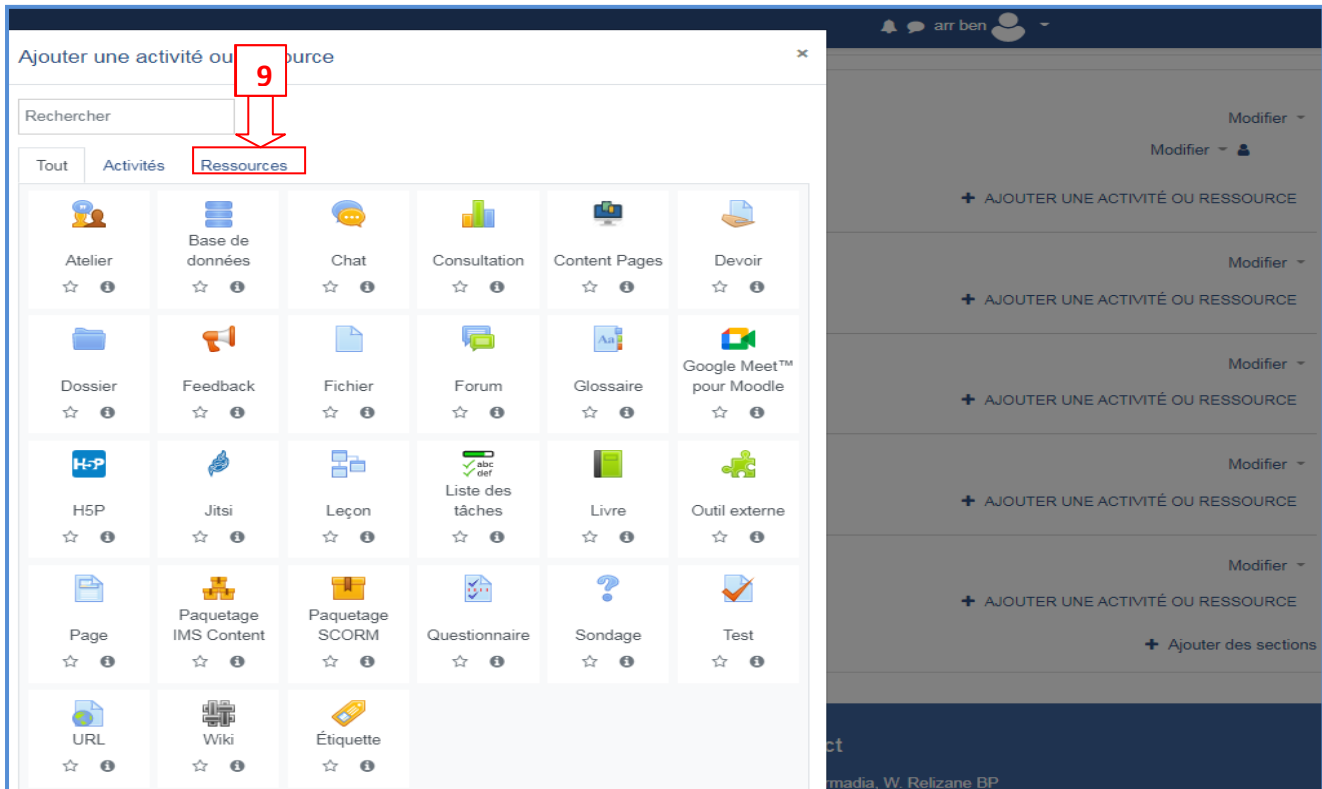 arr ben
Ajouter une activité ou
ource
9
Rechercher
Tout Activités Ressources
Atelier
Base de
données
Chat
Consultation
Content Pages
Devoir
Dossier
Feedback
Fichier
Forum
Glossaire
Google Meet™
pour Moodle
H5P
H5P
Jitsi
Leçon
abc
def
Liste des
tâches
Livre
Outil externe
Page
Paquetage
IMS Content
Paquetage
SCORM
Questionnaire
Sondage
Test
URL
Wiki
Étiquette
Aa
Modifier
Modifier
+ AJOUTER UNE ACTIVITÉ OU RESSOURCE
Modifier
+ AJOUTER UNE ACTIVITÉ OU RESSOURCE
Modifier
+ AJOUTER UNE ACTIVITÉ OU RESSOURCE
Modifier
+ AJOUTER UNE ACTIVITÉ OU RESSOURCE
Modifier
+ AJOUTER UNE ACTIVITÉ OU RESSOURCE
+ Ajouter des sections
ct
rmadia, W. Relizane BP